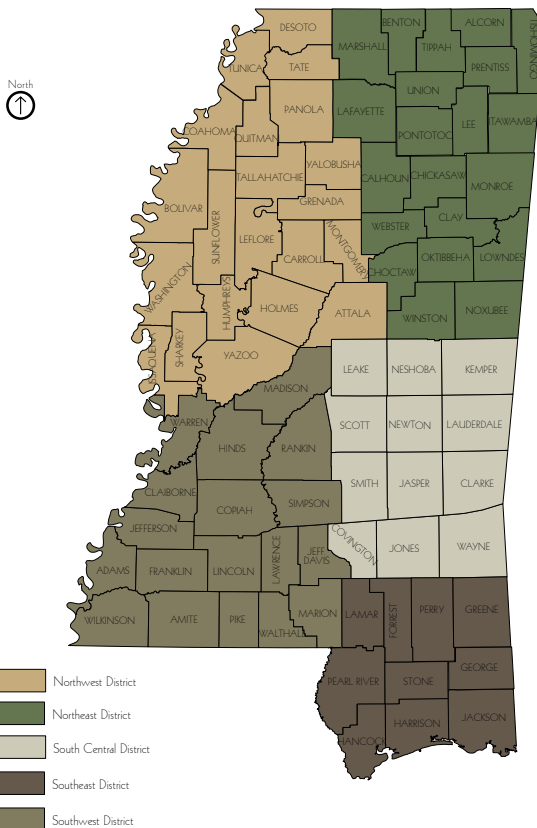 DESOTO
BENTON
ALCORN
TISHOMINGO
MARSHALL
TIPPAH
TUNICA
TATE
PRENTISS
North
UNION
PANOLA
LAFAYETTE
LEE
ITAWAMBA
COAHOMA
QUITMAN
PONTOTOC
YALOBUSHA
TALLAHATCHIE
CALHOUN
CHICKASAW
MONROE
GRENADA
BOLIVAR
SUNFLOWER
LEFLORE
MONTGOMERY
WEBSTER
CLAY
CARROLL
OKTIBBEHA
LOWNDES
WASHINGTON
CHOCTAW
HUMPHREYS
HOLMES
ATTALA
WINSTON
NOXUBEE
ISSAQUENA
SHARKEY
YAZOO
LEAKE
NESHOBA
KEMPER
MADISON
WARREN
SCOTT
NEWTON
LAUDERDALE
HINDS
RANKIN
SMITH
JASPER
CLARKE
CLAIBORNE
COPIAH
SIMPSON
JEFFERSON
COVINGTON
LAWRENCE
JEFF
DAVIS
JONES
WAYNE
ADAMS
FRANKLIN
LINCOLN
WILKINSON
AMITE
PIKE
WALTHALL
MARION
LAMAR
FORREST
PERRY
GREENE
PEARL RIVER
STONE
GEORGE
HANCOCK
HARRISON
JACKSON
Northwest District
Northeast District
South Central District
Southeast District
Southwest District